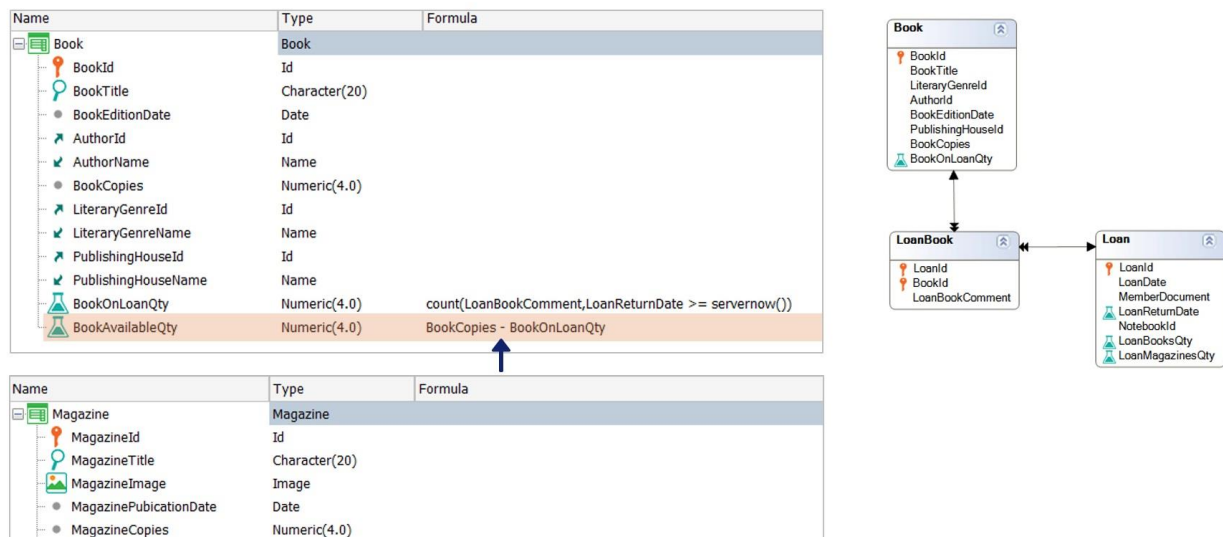 Name Type Formula
Book Book
BookId Id
BookTitle Character(20)
BookEditionDate Date
AuthorId Id
AuthorName Name
BookCopies Numeric(4.0)
LiteraryGenreId Id
LiteraryGenreName Name
PublishingHouseId Id
PublishingHouseName Name
BookOnLoanQty Numeric(4.0) count(LoanBookComment,LoanReturnDate >= servernow())
BookAvailableQty Numeric(4.0) BookCopies - BookOnLoanQty
Name Type Formula
Magazine Magazine
MagazineId Id
MagazineTitle Character(20)
MagazineImage Image
MagazinePubicationDate Date
MagazineCopies Numeric(4.0)
Book
BookId
BookTitle
LiteraryGenreId
AuthorId
BookEditionDate
PublishingHouseId
BookCopies
BookOnLoanQty
LoanBook
LoanId
BookId
LoanBookComment
Loan
LoanId
LoanDate
MemberDocument
LoanReturnDate
NotebookId
LoanBooksQty
LoanMagazinesQty